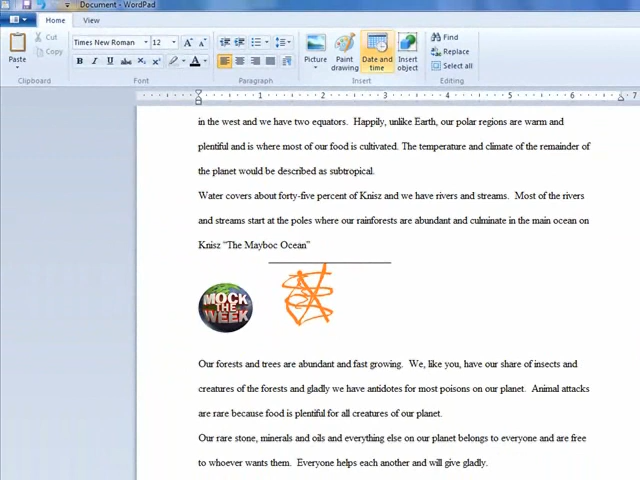 Document - WordPad
Home View
Paste
Cut
Copy
Clipboard
Times New Roman 12
B I U
Font
Paragraph
Picture
Paint drawing
Date and time
Insert object
Insert
Find
Replace
Select all
Editing
1 2 3 4 5 6 7
in the west and we have two equators. Happily, unlike Earth, our polar regions are warm and
plentiful and is where most of our food is cultivated. The temperature and climate of the remainder of
the planet would be described as subtropical.
Water covers about forty-five percent of Knisz and we have rivers and streams. Most of the rivers
and streams start at the poles where our rainforests are abundant and culminate in the main ocean on
Knisz “The Mayboc Ocean”
MOCK
THE
WEEK
Our forests and trees are abundant and fast growing. We, like you, have our share of insects and
creatures of the forests and gladly we have antidotes for most poisons on our planet. Animal attacks
are rare because food is plentiful for all creatures of our planet.
Our rare stone, minerals and oils and everything else on our planet belongs to everyone and are free
to whoever wants them. Everyone helps each another and will give gladly.